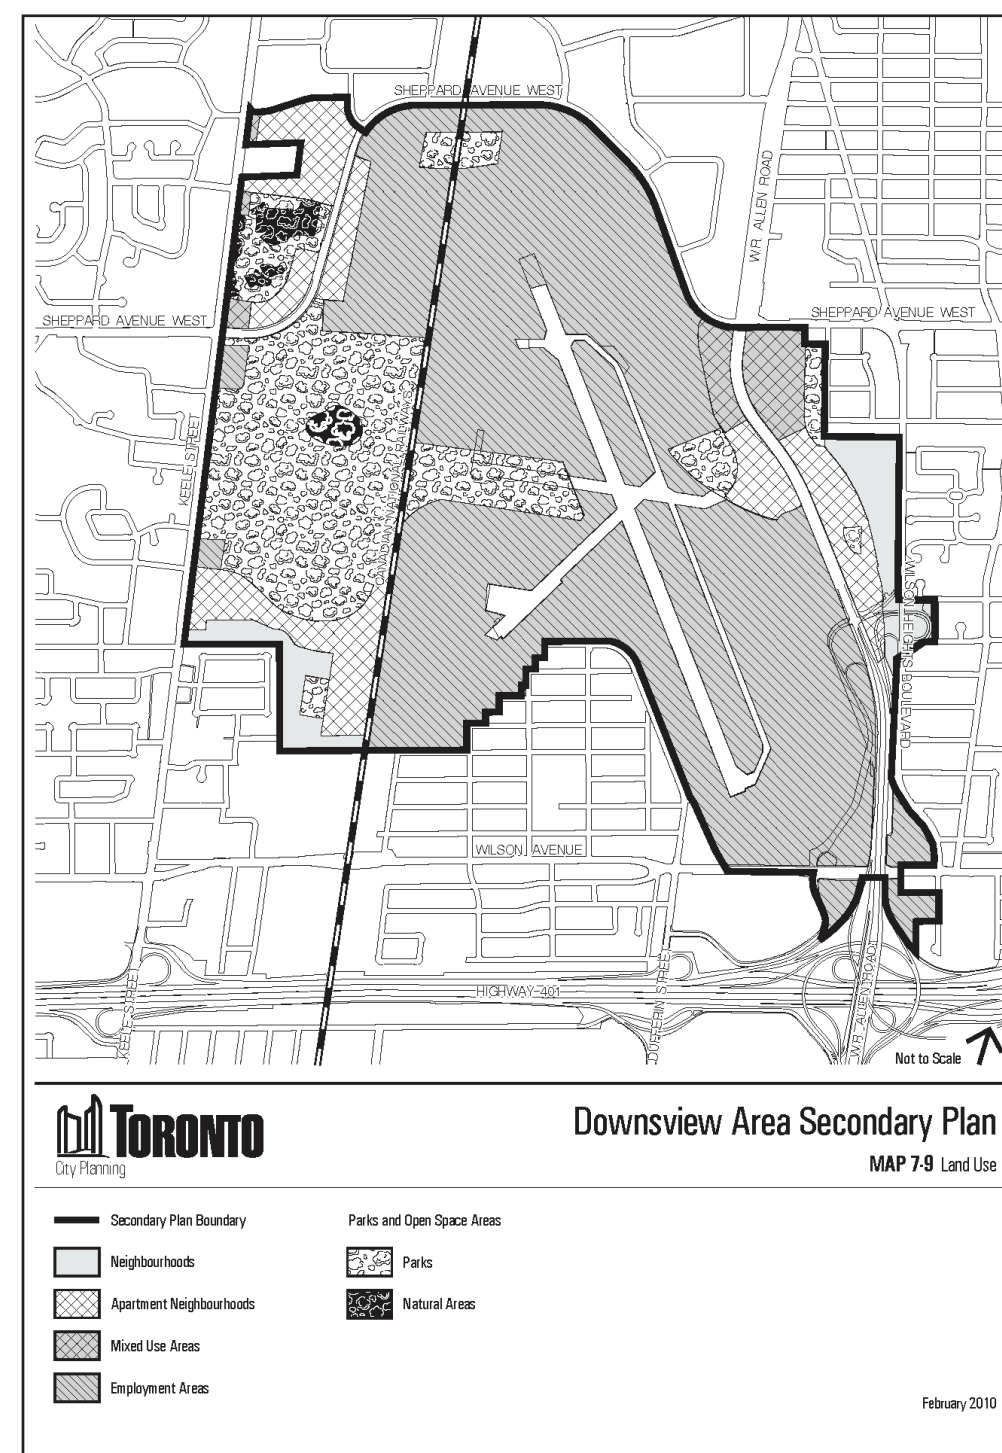 SHEPPARD AVENUE WEST
W.R. ALLEN ROAD
SHEPPARD AVENUE WEST
SHEPPARD AVENUE WEST
KEELE STREET
CANADIAN NATIONAL RAILWAYS
WILSON HEIGHTS BOULEVARD
WILSON AVENUE
HIGHWAY 401
KEELE STREET
DUFFERIN STREET
W.R. ALLEN ROAD
Not to Scale
TORONTO
City Planning
Downsview Area Secondary Plan
MAP 7-9 Land Use
Secondary Plan Boundary
Neighbourhoods
Apartment Neighbourhoods
Mixed Use Areas
Employment Areas
Parks and Open Space Areas
Parks
Natural Areas
February 2010